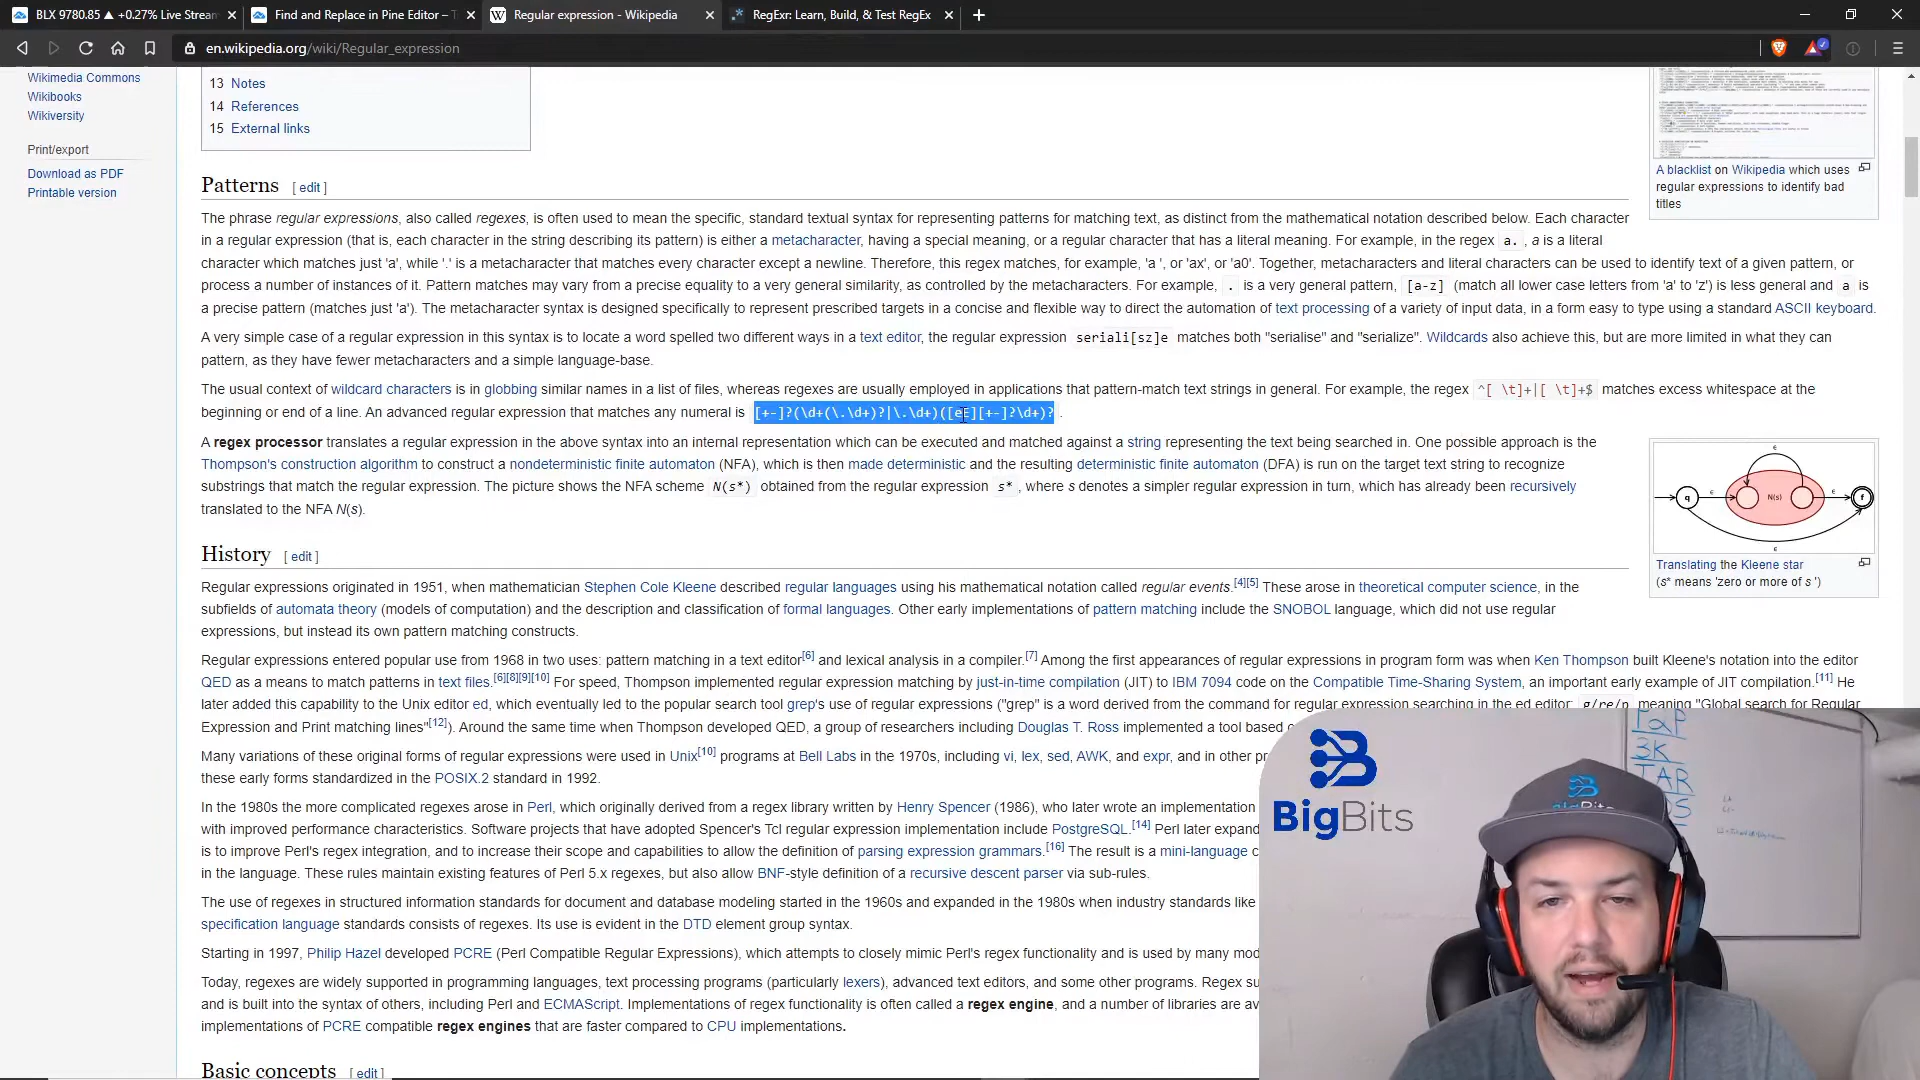 BLX 9780.85 ▲ +0.27% Live Stream
Find and Replace in Pine Editor – T
Regular expression - Wikipedia
RegExr: Learn, Build, & Test RegEx
en.wikipedia.org/wiki/Regular_expression
Wikimedia Commons
Wikibooks
Wikiversity
Print/export
Download as PDF
Printable version
13 Notes
14 References
15 External links
A blacklist on Wikipedia which uses
regular expressions to identify bad
titles
Patterns [ edit ]
The phrase regular expressions, also called regexes, is often used to mean the specific, standard textual syntax for representing patterns for matching text, as distinct from the mathematical notation described below. Each character
in a regular expression (that is, each character in the string describing its pattern) is either a metacharacter, having a special meaning, or a regular character that has a literal meaning. For example, in the regex a. , a is a literal
character which matches just 'a', while '.' is a metacharacter that matches every character except a newline. Therefore, this regex matches, for example, 'a ', or 'ax', or 'a0'. Together, metacharacters and literal characters can be used to identify text of a given pattern, or
process a number of instances of it. Pattern matches may vary from a precise equality to a very general similarity, as controlled by the metacharacters. For example, . is a very general pattern, [a-z] (match all lower case letters from 'a' to 'z') is less general and a is
a precise pattern (matches just 'a'). The metacharacter syntax is designed specifically to represent prescribed targets in a concise and flexible way to direct the automation of text processing of a variety of input data, in a form easy to type using a standard ASCII keyboard.
A very simple case of a regular expression in this syntax is to locate a word spelled two different ways in a text editor, the regular expression seriali[sz]e matches both "serialise" and "serialize". Wildcards also achieve this, but are more limited in what they can
pattern, as they have fewer metacharacters and a simple language-base.
The usual context of wildcard characters is in globbing similar names in a list of files, whereas regexes are usually employed in applications that pattern-match text strings in general. For example, the regex ^[ \t]+|[ \t]+$ matches excess whitespace at the
beginning or end of a line. An advanced regular expression that matches any numeral is [+-]?(\d+(\.\d+)?|\.\d+)([eE][+-]?\d+)? .
A regex processor translates a regular expression in the above syntax into an internal representation which can be executed and matched against a string representing the text being searched in. One possible approach is the
Thompson's construction algorithm to construct a nondeterministic finite automaton (NFA), which is then made deterministic and the resulting deterministic finite automaton (DFA) is run on the target text string to recognize
substrings that match the regular expression. The picture shows the NFA scheme N(s*) obtained from the regular expression s* , where s denotes a simpler regular expression in turn, which has already been recursively
translated to the NFA N(s).
q ε N(s) ε f
ε
ε
Translating the Kleene star
(s* means 'zero or more of s')
History [ edit ]
Regular expressions originated in 1951, when mathematician Stephen Cole Kleene described regular languages using his mathematical notation called regular events.[4][5] These arose in theoretical computer science, in the
subfields of automata theory (models of computation) and the description and classification of formal languages. Other early implementations of pattern matching include the SNOBOL language, which did not use regular
expressions, but instead its own pattern matching constructs.
Regular expressions entered popular use from 1968 in two uses: pattern matching in a text editor[6] and lexical analysis in a compiler.[7] Among the first appearances of regular expressions in program form was when Ken Thompson built Kleene's notation into the editor
QED as a means to match patterns in text files.[6][8][9][10] For speed, Thompson implemented regular expression matching by just-in-time compilation (JIT) to IBM 7094 code on the Compatible Time-Sharing System, an important early example of JIT compilation.[11] He
later added this capability to the Unix editor ed, which eventually led to the popular search tool grep's use of regular expressions ("grep" is a word derived from the command for regular expression searching in the ed editor: g/re/p meaning "Global search for Regular
Expression and Print matching lines"[12]). Around the same time when Thompson developed QED, a group of researchers including Douglas T. Ross implemented a tool based
Many variations of these original forms of regular expressions were used in Unix[10] programs at Bell Labs in the 1970s, including vi, lex, sed, AWK, and expr, and in other
these early forms standardized in the POSIX.2 standard in 1992.
In the 1980s the more complicated regexes arose in Perl, which originally derived from a regex library written by Henry Spencer (1986), who later wrote an implementation
with improved performance characteristics. Software projects that have adopted Spencer's Tcl regular expression implementation include PostgreSQL.[14] Perl later expand
is to improve Perl's regex integration, and to increase their scope and capabilities to allow the definition of parsing expression grammars.[16] The result is a mini-language
in the language. These rules maintain existing features of Perl 5.x regexes, but also allow BNF-style definition of a recursive descent parser via sub-rules.
The use of regexes in structured information standards for document and database modeling started in the 1960s and expanded in the 1980s when industry standards like
specification language standards consists of regexes. Its use is evident in the DTD element group syntax.
Starting in 1997, Philip Hazel developed PCRE (Perl Compatible Regular Expressions), which attempts to closely mimic Perl's regex functionality and is used by many mod
Today, regexes are widely supported in programming languages, text processing programs (particularly lexers), advanced text editors, and some other programs. Regex su
and is built into the syntax of others, including Perl and ECMAScript. Implementations of regex functionality is often called a regex engine, and a number of libraries are av
implementations of PCRE compatible regex engines that are faster compared to CPU implementations.
Basic concepts [ edit ]
BigBits
3K
TAB
BigBits